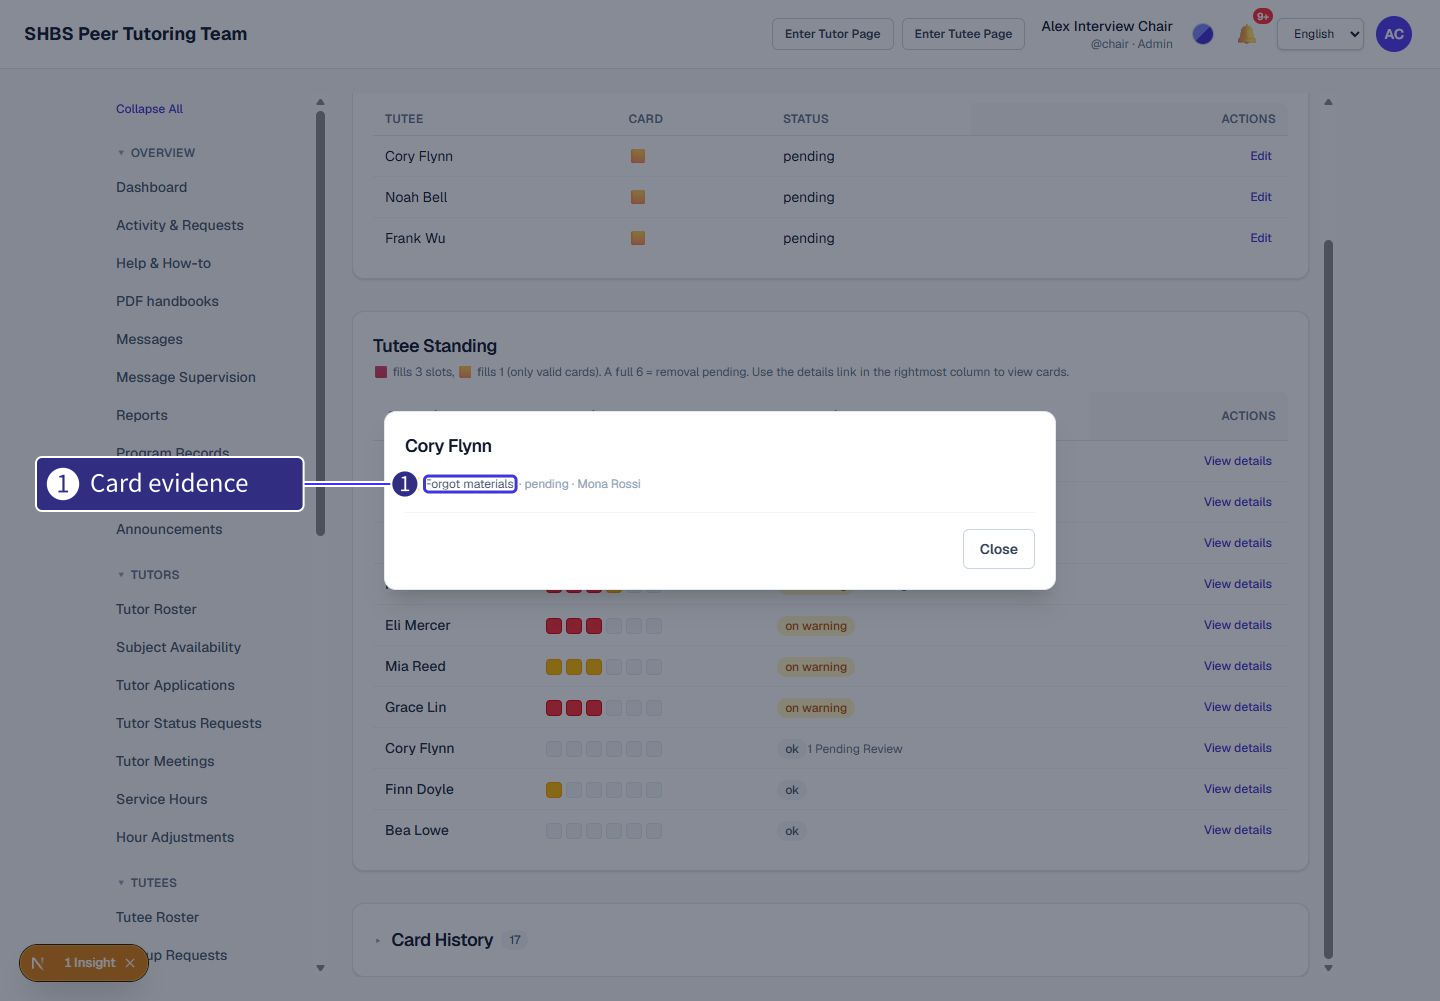 SHBS Peer Tutoring Team
Enter Tutor Page
Enter Tutee Page
Alex Interview Chair
@chair · Admin
9+
English
AC
Collapse All
OVERVIEW
Dashboard
Activity & Requests
Help & How-to
PDF handbooks
Messages
Message Supervision
Reports
Program Records
Announcements
TUTORS
Tutor Roster
Subject Availability
Tutor Applications
Tutor Status Requests
Tutor Meetings
Service Hours
Hour Adjustments
TUTEES
Tutee Roster
up Requests
1 Insight ×
TUTEE CARD STATUS ACTIONS
Cory Flynn pending Edit
Noah Bell pending Edit
Frank Wu pending Edit
Tutee Standing
fills 3 slots, fills 1 (only valid cards). A full 6 = removal pending. Use the details link in the rightmost column to view cards.
ACTIONS
View details
View details
View details
View details
1 Card evidence
Cory Flynn
1 Forgot materials · pending · Mona Rossi
Close
Eli Mercer on warning View details
Mia Reed on warning View details
Grace Lin on warning View details
Cory Flynn ok 1 Pending Review View details
Finn Doyle ok View details
Bea Lowe ok View details
Card History 17